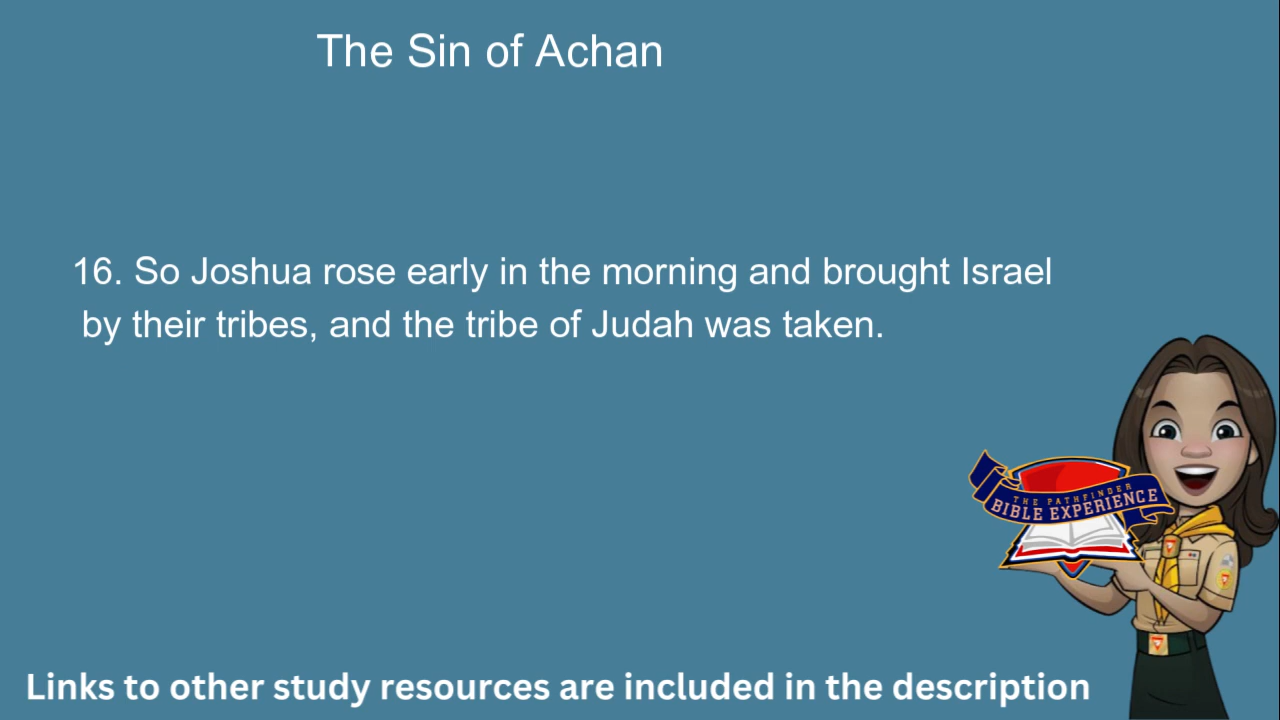 The Sin of Achan
16. So Joshua rose early in the morning and brought Israel
by their tribes, and the tribe of Judah was taken.
THE PATHFINDER
BIBLE EXPERIENCE
Links to other study resources are included in the description